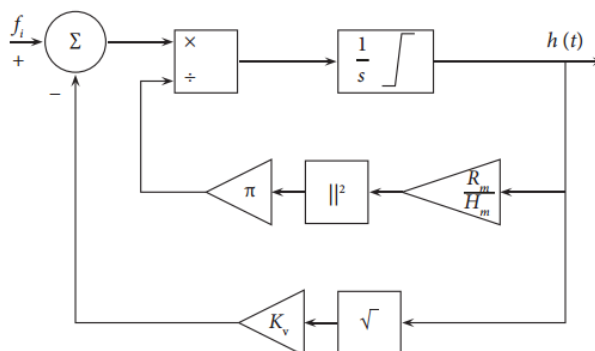 f_i
+
Σ
−
×
÷
1
s
h (t)
π
||²
R_m
H_m
K_v
√